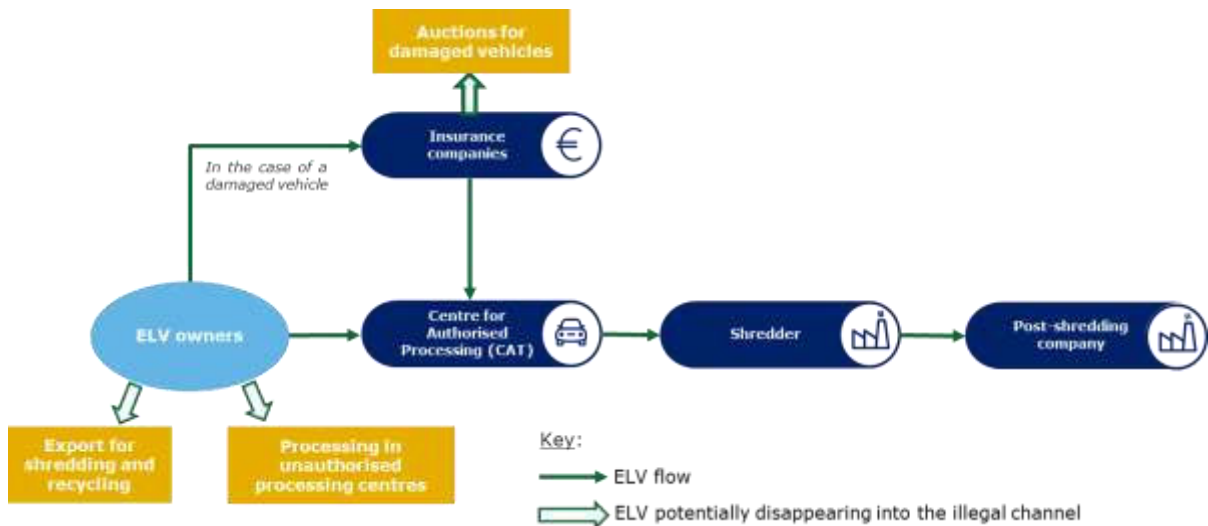 Auctions for
damaged vehicles
Insurance
companies
€
In the case of a
damaged vehicle
ELV owners
Centre for
Authorised
Processing (CAT)
Shredder
Post-shredding
company
Export for
shredding and
recycling
Processing in
unauthorised
processing centres
Key:
ELV flow
ELV potentially disappearing into the illegal channel